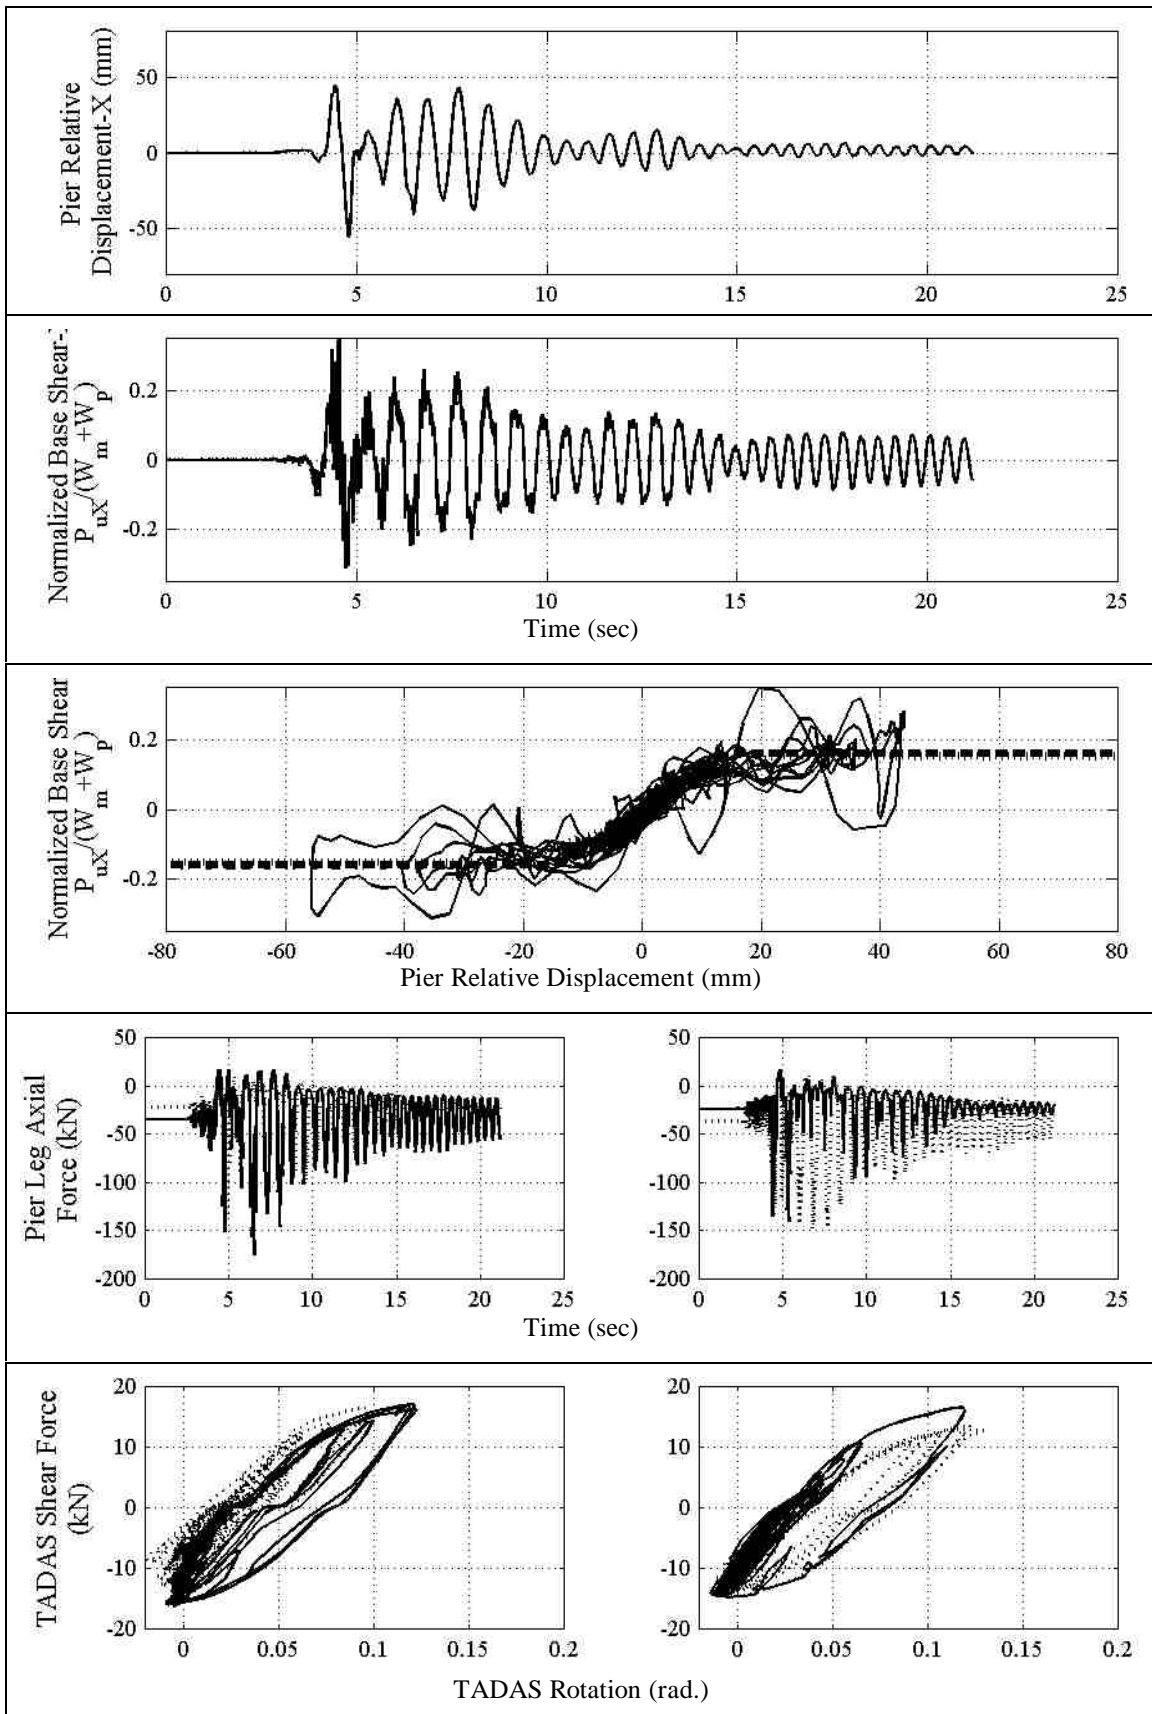 Pier Relative
Displacement-X (mm)
50
0
-50
0 5 10 15 20 25
Normalized Base Shear-
P_uX/(W_m+W_p)
0.2
0
-0.2
0 5 10 15 20 25
Time (sec)
Normalized Base Shear
P_uX/(W_m+W_p)
0.2
0
-0.2
-80 -60 -40 -20 0 20 40 60 80
Pier Relative Displacement (mm)
Pier Leg Axial
Force (kN)
50
0
-50
-100
-150
-200
0 5 10 15 20 25
50
0
-50
-100
-150
-200
0 5 10 15 20 25
Time (sec)
TADAS Shear Force
(kN)
20
10
0
-10
-20
0 0.05 0.1 0.15 0.2
20
10
0
-10
-20
0 0.05 0.1 0.15 0.2
TADAS Rotation (rad.)